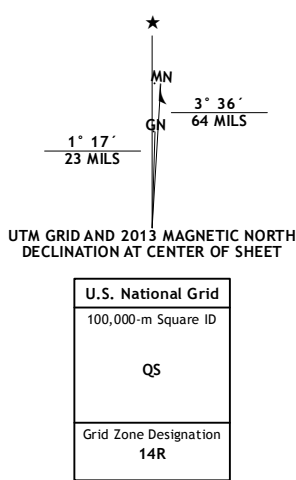 ★
MN
3° 36´
64 MILS
GN
1° 17´
23 MILS
UTM GRID AND 2013 MAGNETIC NORTH
DECLINATION AT CENTER OF SHEET
U.S. National Grid
100,000-m Square ID
QS
Grid Zone Designation
14R